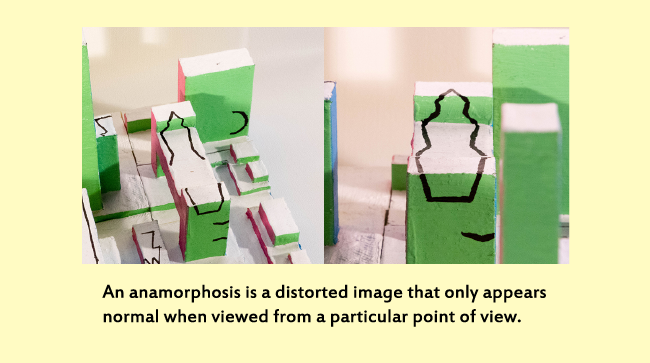 An anamorphosis is a distorted image that only appears
normal when viewed from a particular point of view.